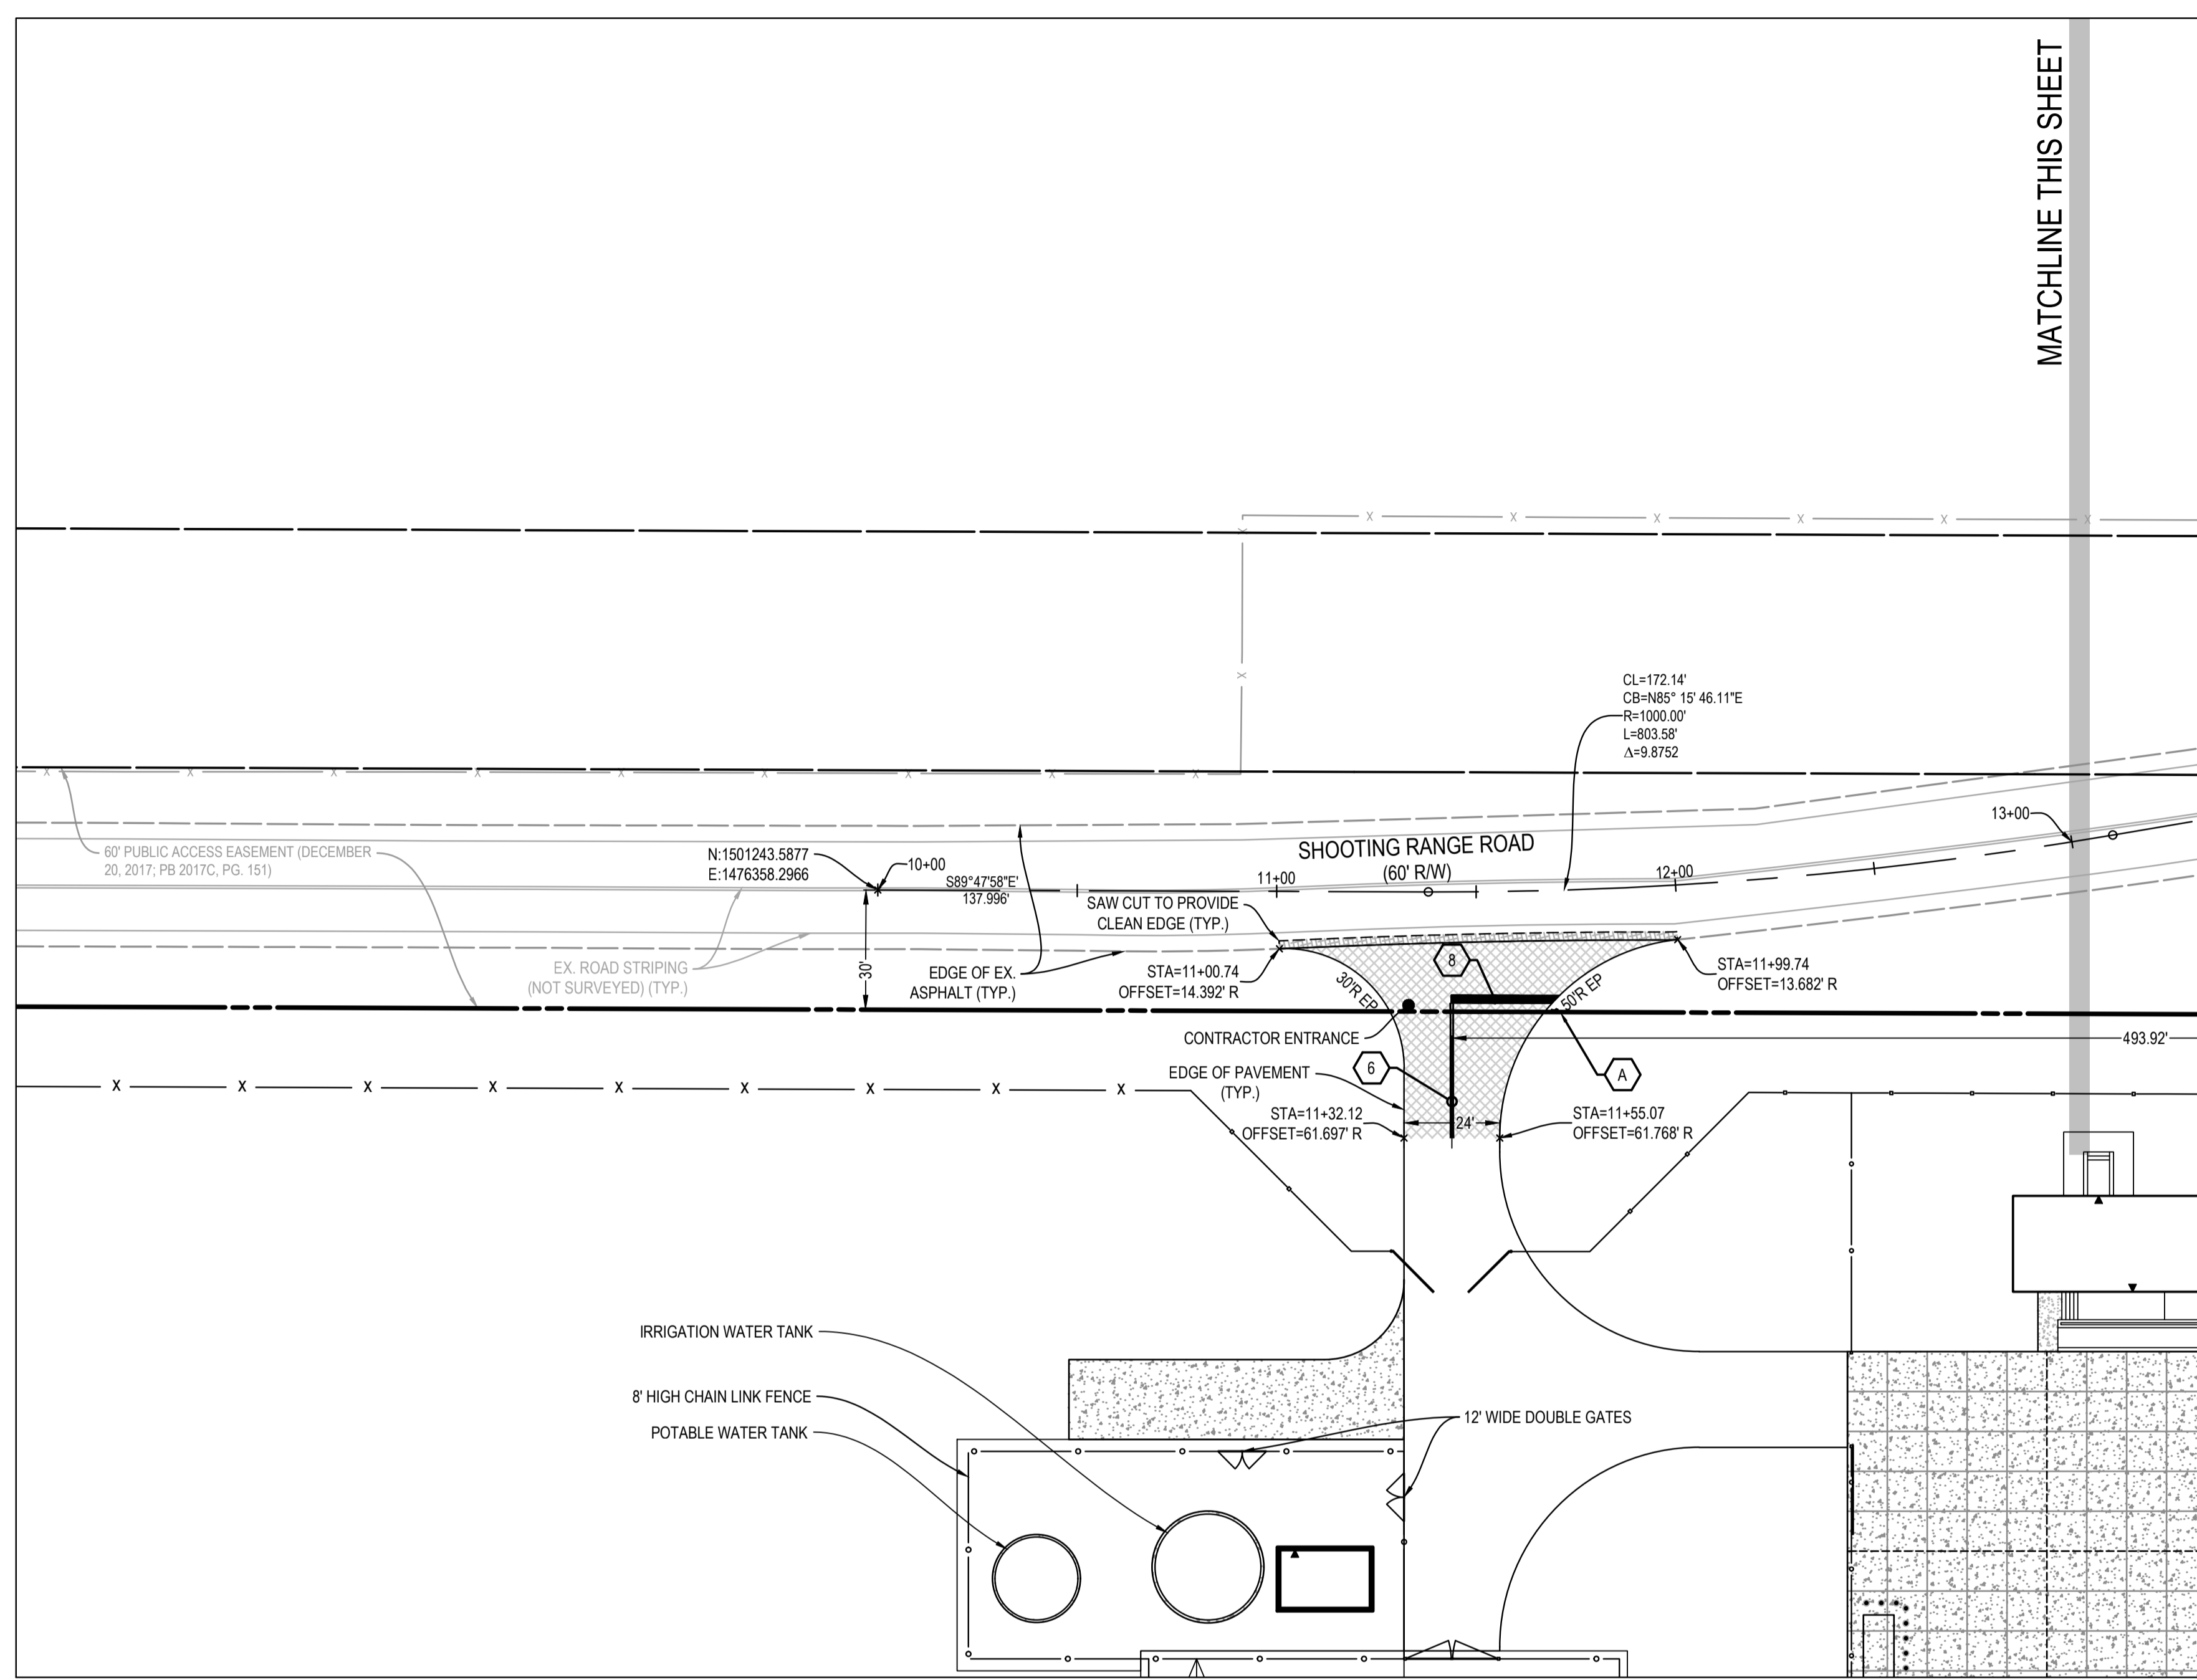 MATCHLINE THIS SHEET
CL=172.14'
CB=N85° 15' 46.11"E
R=1000.00'
L=803.58'
Δ=9.8752
13+00
SHOOTING RANGE ROAD
(60' R/W)
60' PUBLIC ACCESS EASEMENT (DECEMBER
20, 2017; PB 2017C, PG. 151)
N:1501243.5877
E:1476358.2966
10+00
S89°47'58"E'
137.996'
11+00
12+00
SAW CUT TO PROVIDE
CLEAN EDGE (TYP.)
EX. ROAD STRIPING
(NOT SURVEYED) (TYP.)
30'
EDGE OF EX.
ASPHALT (TYP.)
STA=11+00.74
OFFSET=14.392' R
30'R EP
8
50'R EP
STA=11+99.74
OFFSET=13.682' R
CONTRACTOR ENTRANCE
493.92'
6
A
EDGE OF PAVEMENT
(TYP.)
STA=11+32.12
OFFSET=61.697' R
24'
STA=11+55.07
OFFSET=61.768' R
IRRIGATION WATER TANK
8' HIGH CHAIN LINK FENCE
POTABLE WATER TANK
12' WIDE DOUBLE GATES